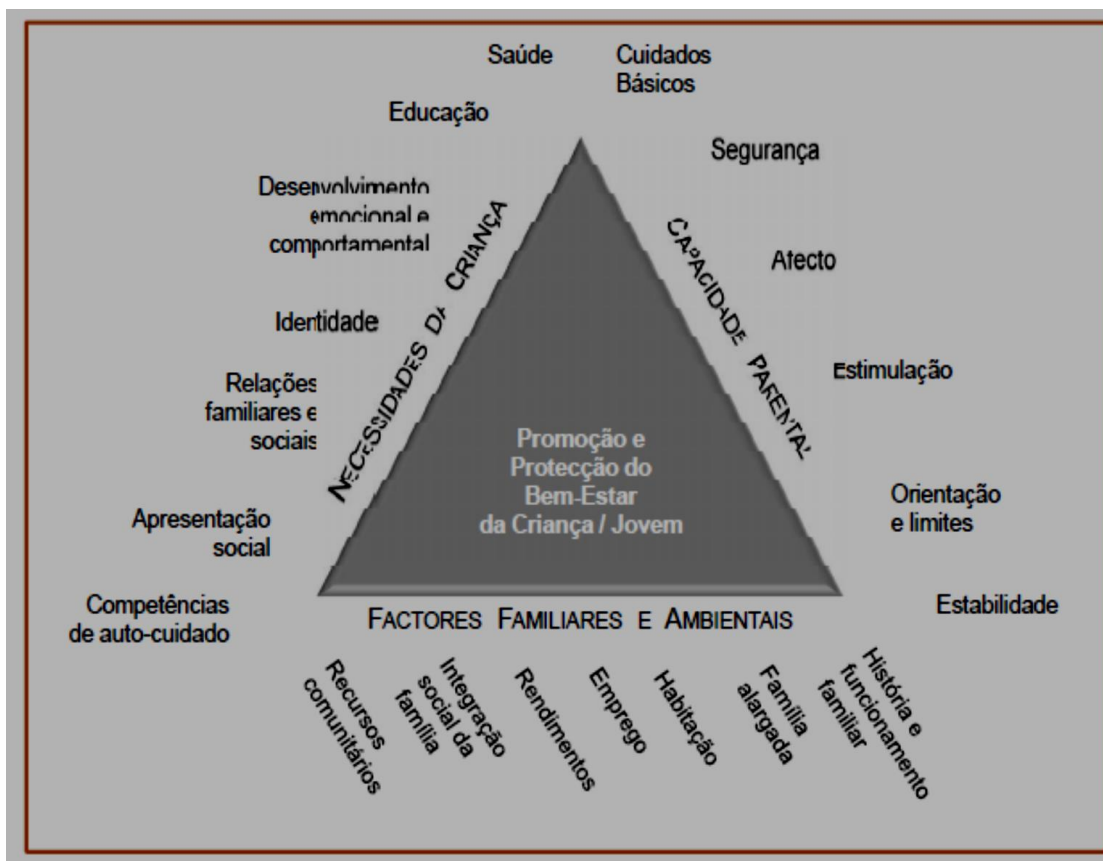 Saúde
Cuidados
Básicos
Educação
Segurança
Desenvolvimento
emocional e
comportamental
Afecto
Identidade
Estimulação
Relações
familiares e
sociais
NECESSIDADES DA CRIANÇA
CAPACIDADE PARENTAL
Promoção e
Protecção do
Bem-Estar
da Criança / Jovem
Orientação
e limites
Apresentação
social
Competências
de auto-cuidado
Estabilidade
FACTORES FAMILIARES E AMBIENTAIS
Recursos
comunitários
Integração
social da
família
Rendimentos
Emprego
Habitação
Família
alargada
História e
funcionamento
familiar